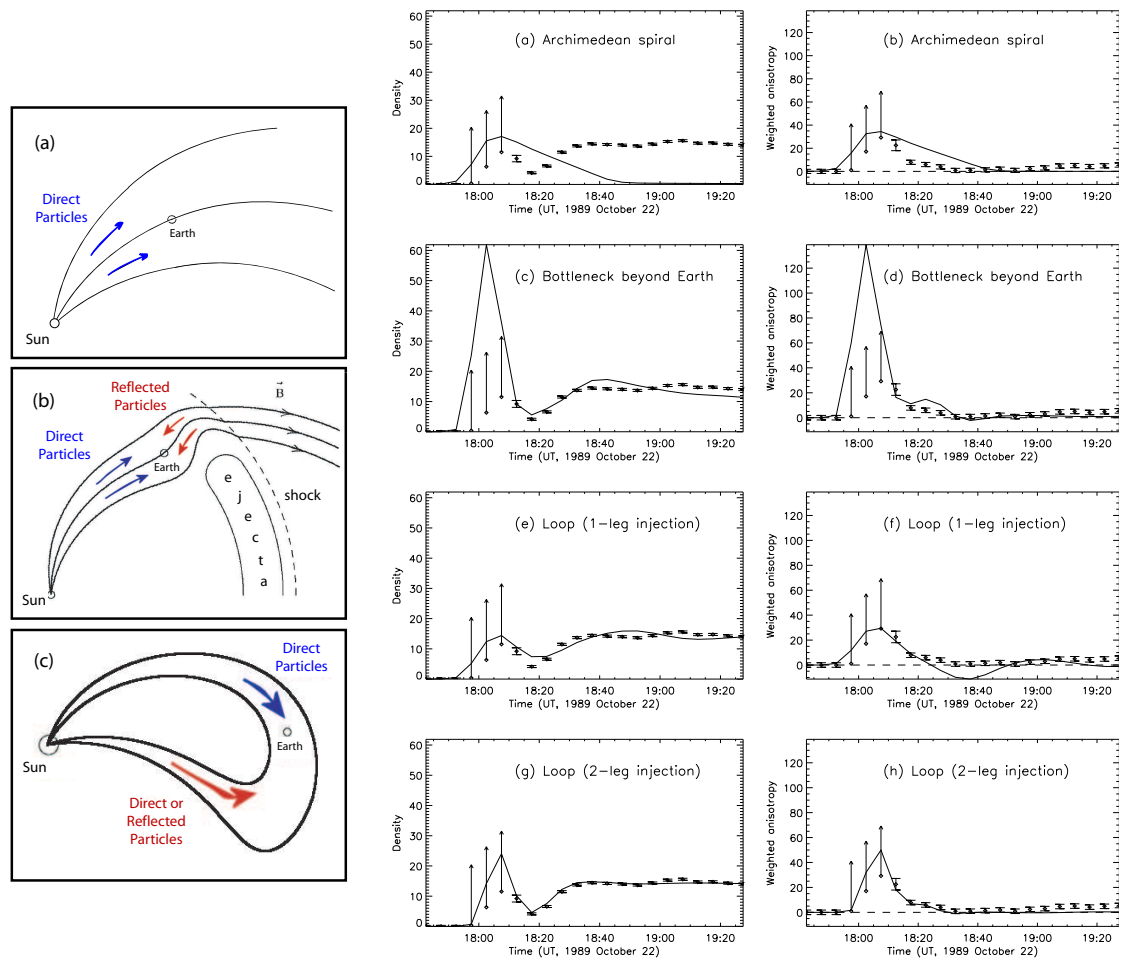 (a)
Direct
Particles
Earth
Sun
(b)
Reflected
Particles
B
Direct
Particles
Earth
shock
e
j
e
c
t
a
Sun
(c)
Direct
Particles
Earth
Sun
Direct or
Reflected
Particles
(a) Archimedean spiral
Density
60
50
40
30
20
10
0
18:00 18:20 18:40 19:00 19:20
Time (UT, 1989 October 22)
(b) Archimedean spiral
Weighted anisotropy
120
100
80
60
40
20
0
18:00 18:20 18:40 19:00 19:20
Time (UT, 1989 October 22)
(c) Bottleneck beyond Earth
Density
60
50
40
30
20
10
0
18:00 18:20 18:40 19:00 19:20
Time (UT, 1989 October 22)
(d) Bottleneck beyond Earth
Weighted anisotropy
120
100
80
60
40
20
0
18:00 18:20 18:40 19:00 19:20
Time (UT, 1989 October 22)
(e) Loop (1-leg injection)
Density
60
50
40
30
20
10
0
18:00 18:20 18:40 19:00 19:20
Time (UT, 1989 October 22)
(f) Loop (1-leg injection)
Weighted anisotropy
120
100
80
60
40
20
0
18:00 18:20 18:40 19:00 19:20
Time (UT, 1989 October 22)
(g) Loop (2-leg injection)
Density
60
50
40
30
20
10
0
18:00 18:20 18:40 19:00 19:20
Time (UT, 1989 October 22)
(h) Loop (2-leg injection)
Weighted anisotropy
120
100
80
60
40
20
0
18:00 18:20 18:40 19:00 19:20
Time (UT, 1989 October 22)